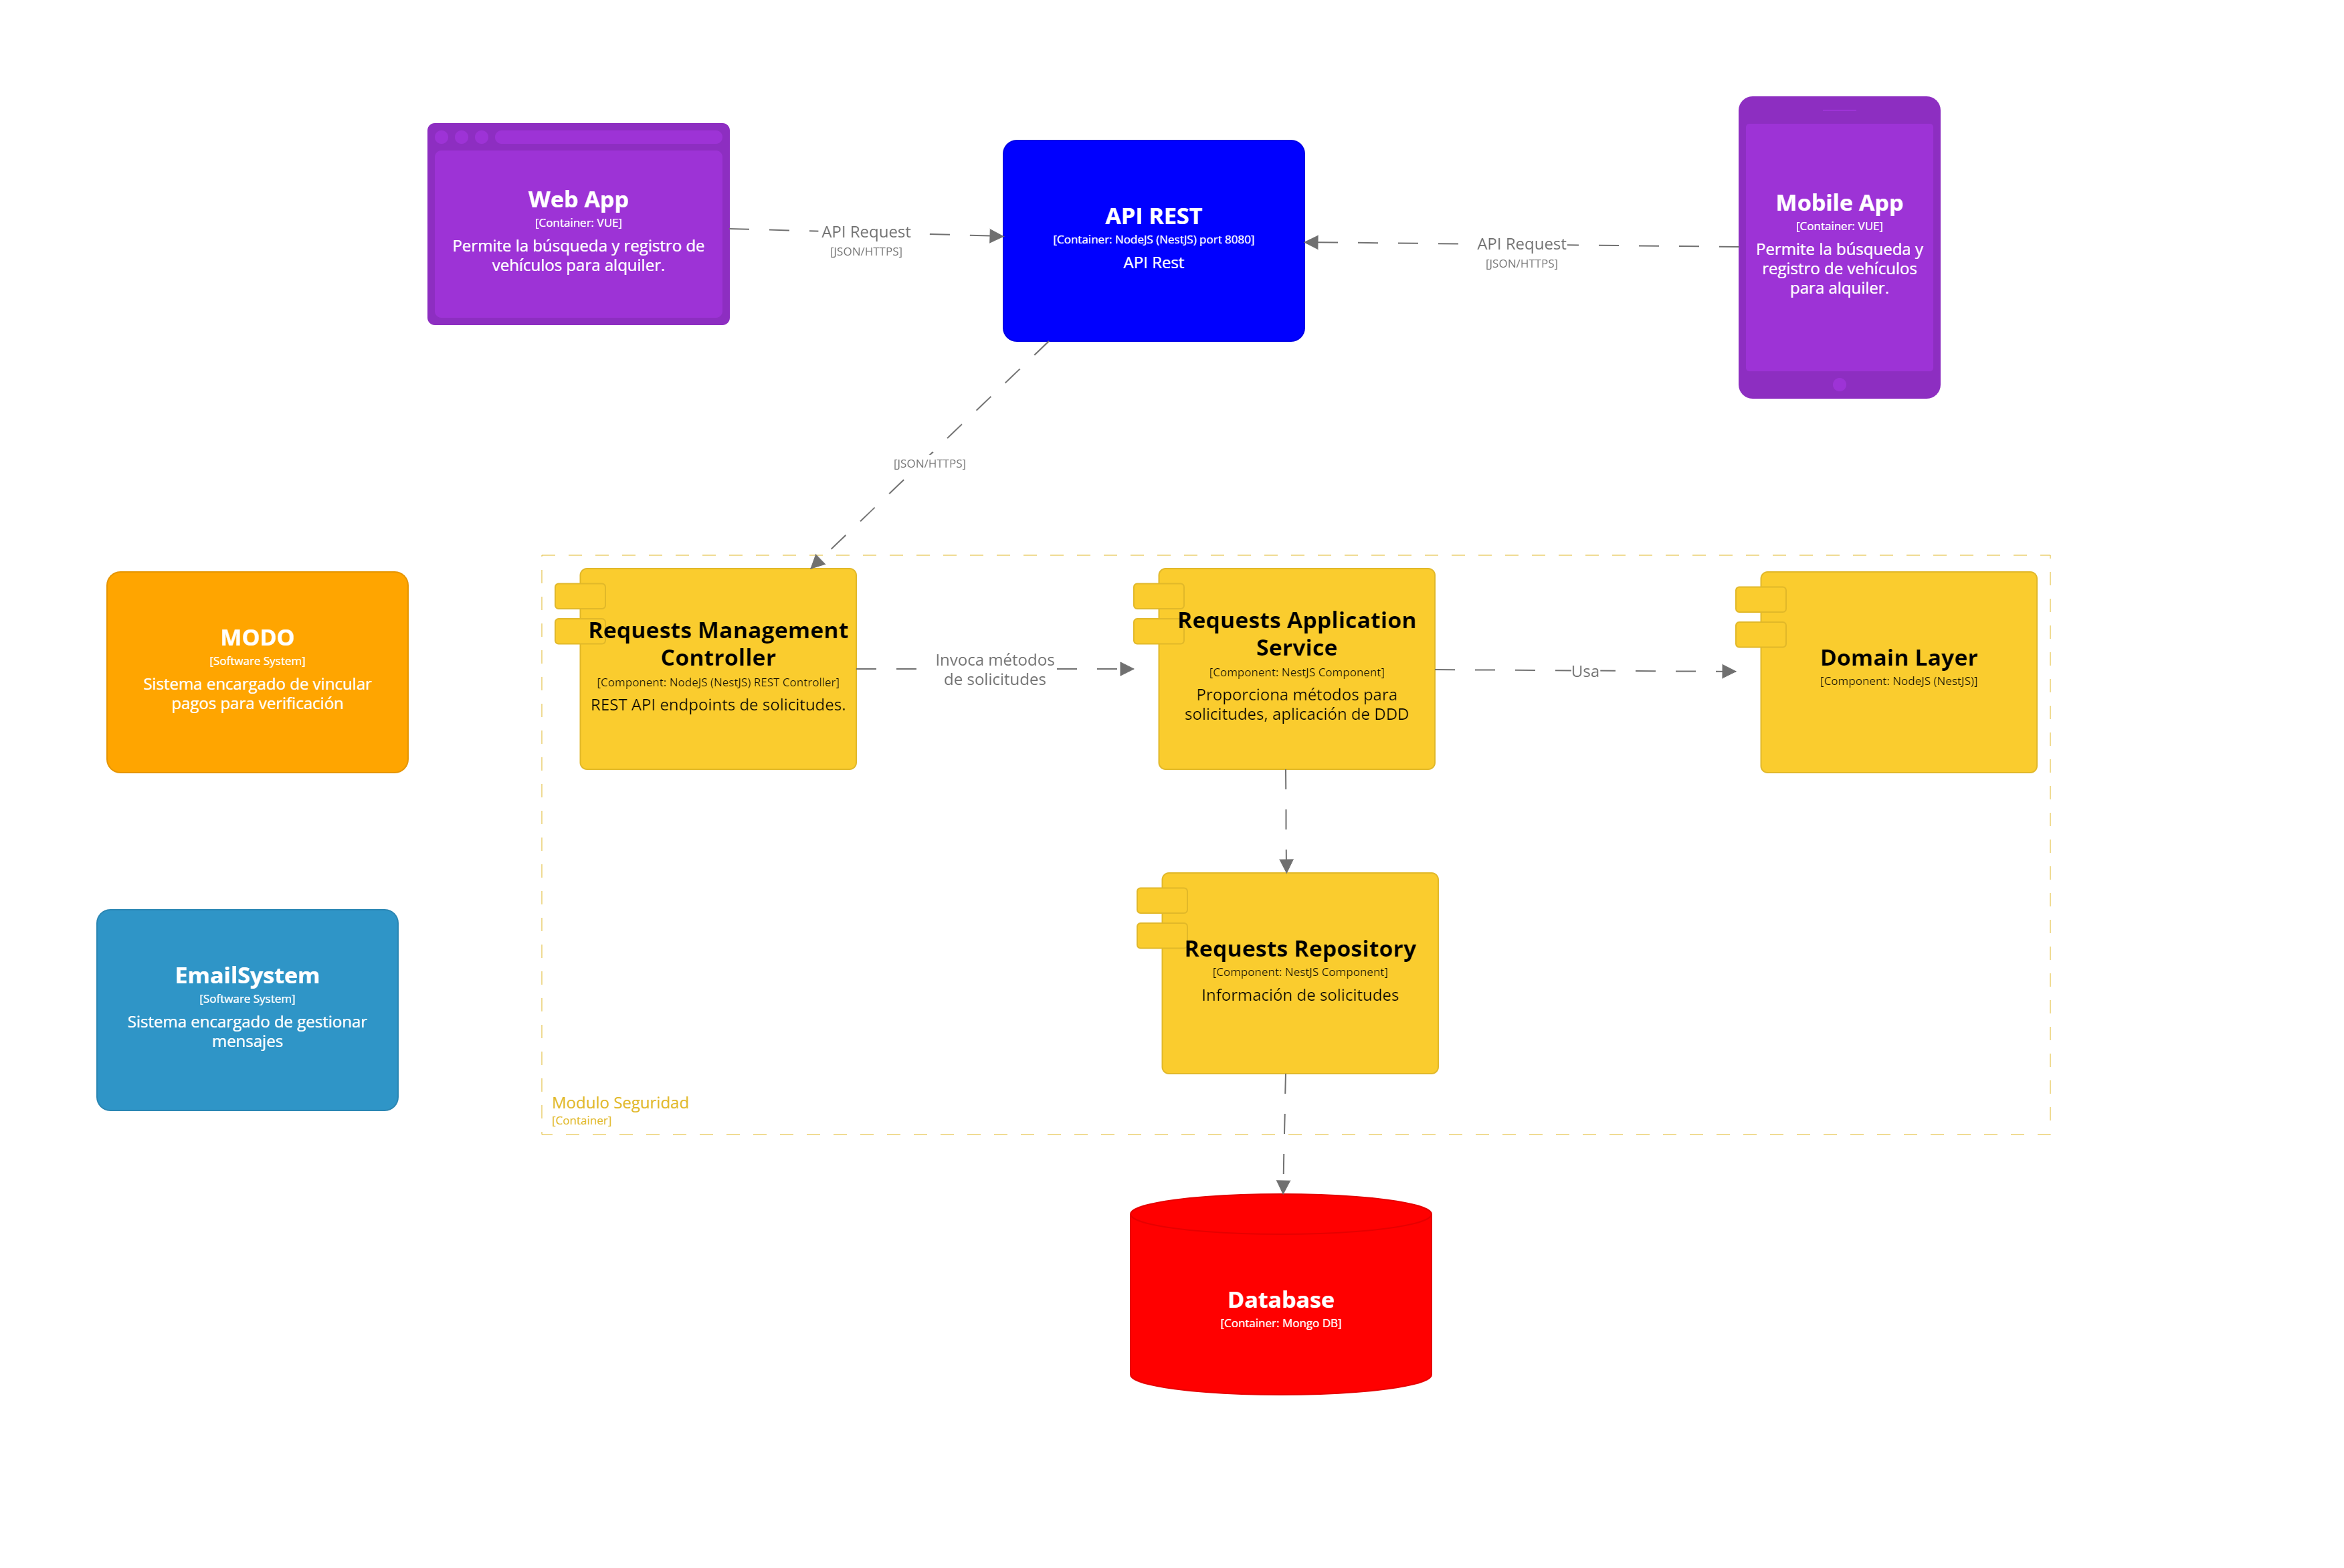 Web App
[Container: VUE]
Permite la búsqueda y registro de
vehículos para alquiler.
API Request
[JSON/HTTPS]
API REST
[Container: NodeJS (NestJS) port 8080]
API Rest
API Request
[JSON/HTTPS]
Mobile App
[Container: VUE]
Permite la búsqueda y
registro de vehículos
para alquiler.
[JSON/HTTPS]
MODO
[Software System]
Sistema encargado de vincular
pagos para verificación
Requests Management
Controller
[Component: NodeJS (NestJS) REST Controller]
REST API endpoints de solicitudes.
Invoca métodos
de solicitudes
Requests Application
Service
[Component: NestJS Component]
Proporciona métodos para
solicitudes, aplicación de DDD
Usa
Domain Layer
[Component: NodeJS (NestJS)]
EmailSystem
[Software System]
Sistema encargado de gestionar
mensajes
Requests Repository
[Component: NestJS Component]
Información de solicitudes
Modulo Seguridad
[Container]
Database
[Container: Mongo DB]